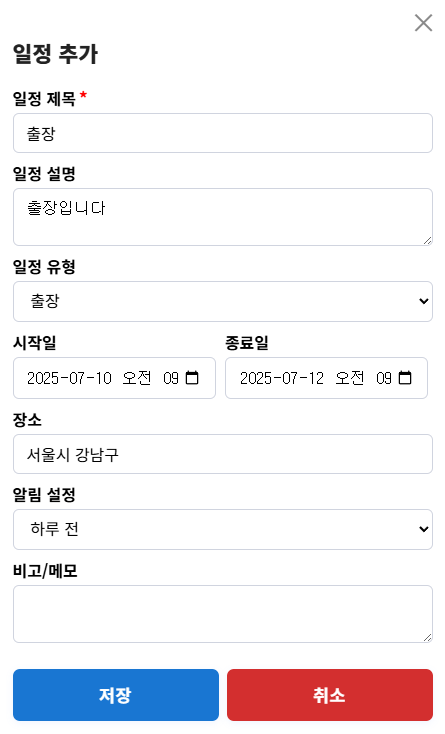 일정 추가
일정 제목 *
출장
일정 설명
출장입니다
일정 유형
출장
시작일 종료일
2025-07-10 오전 09 2025-07-12 오전 09
장소
서울시 강남구
알림 설정
하루 전
비고/메모
저장 취소